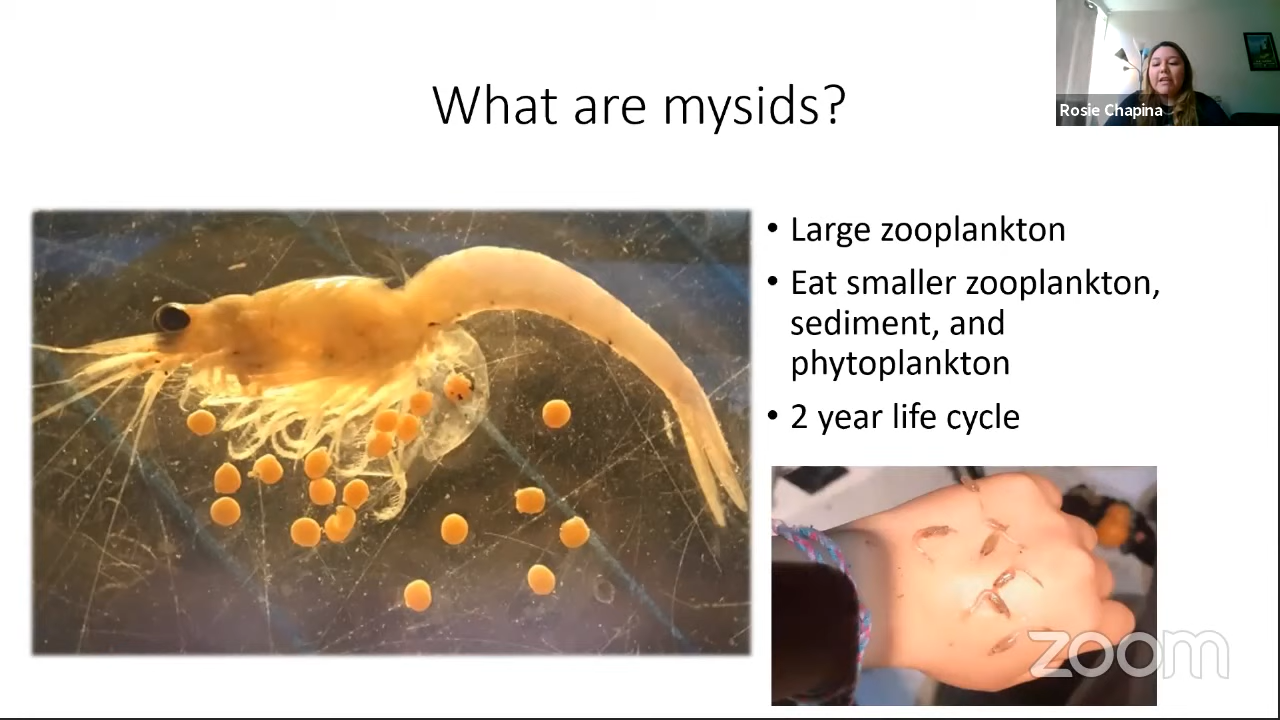 What are mysids?
Rosie Chapina
• Large zooplankton
• Eat smaller zooplankton,
sediment, and
phytoplankton
• 2 year life cycle
zoom